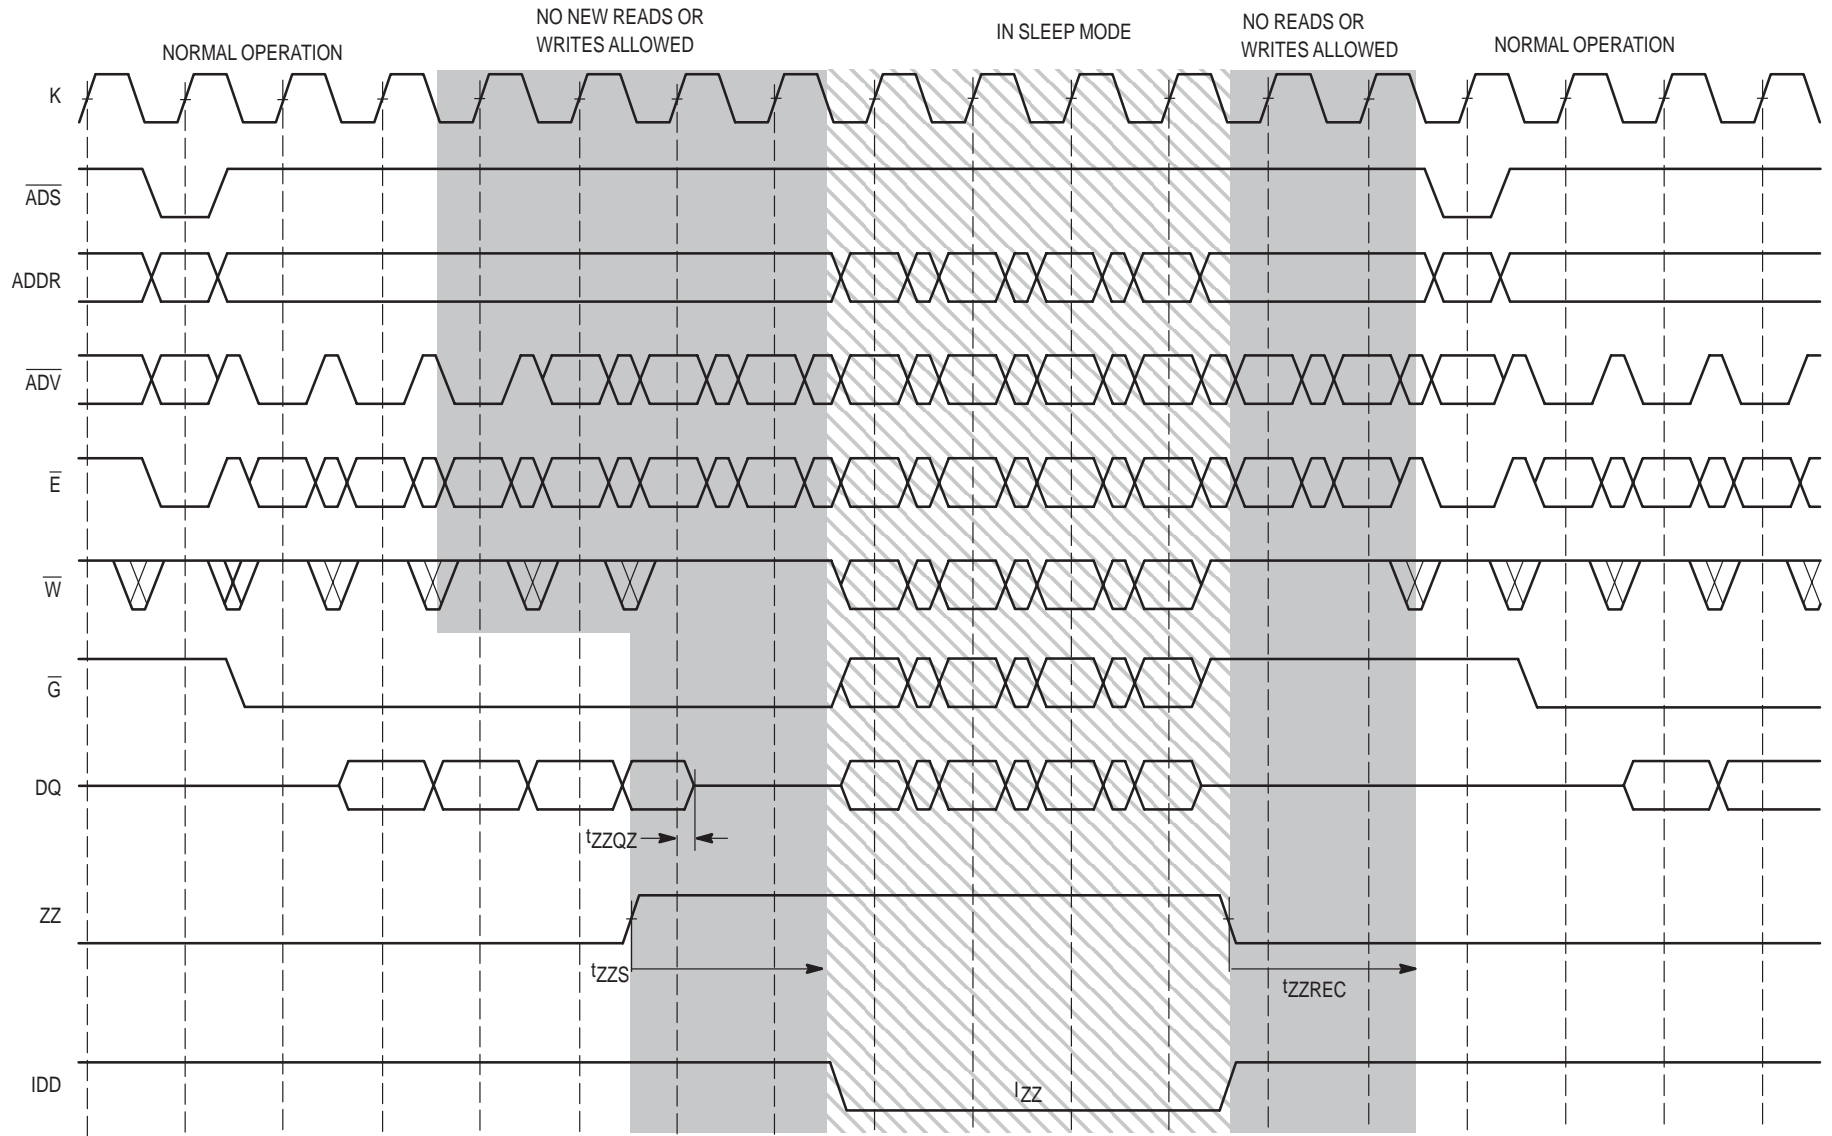 NORMAL OPERATION
NO NEW READS OR
WRITES ALLOWED
IN SLEEP MODE
NO READS OR
WRITES ALLOWED
NORMAL OPERATION
K
ADS
ADDR
ADV
E
W
G
DQ
tZZQZ
ZZ
tZZS
tZZREC
IDD
IZZ